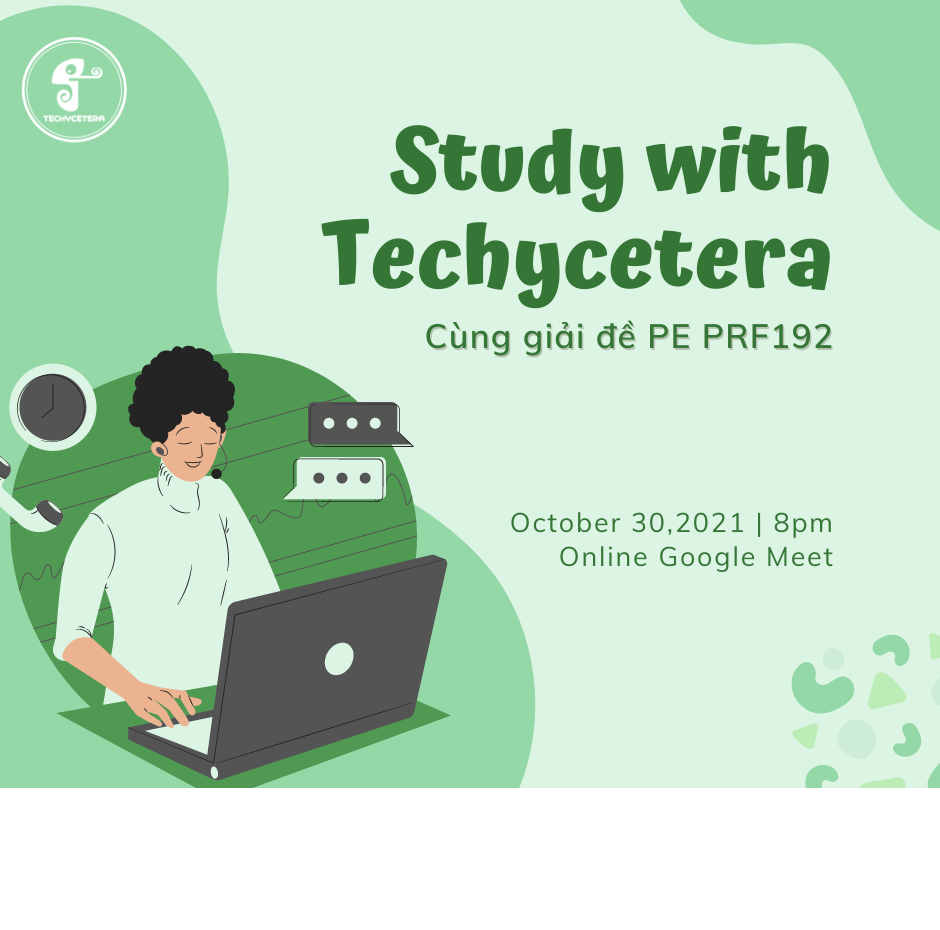 TECHYCETERA
Study with
Techycetera
Cùng giải đề PE PRF192
October 30,2021 | 8pm
Online Google Meet